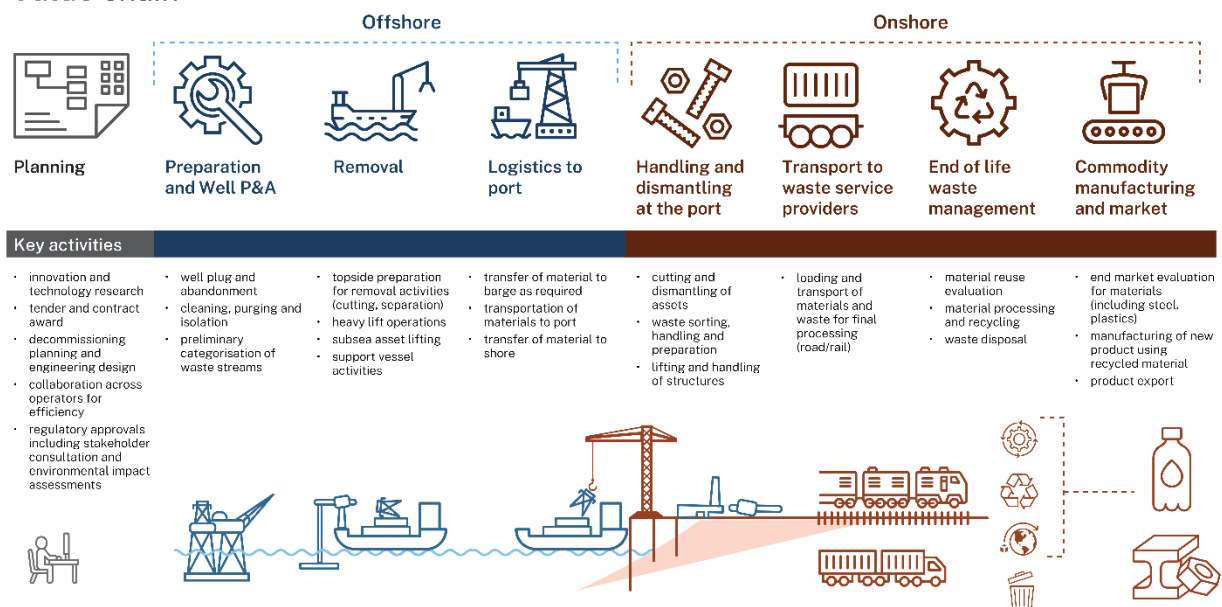 Offshore
Onshore
Planning
Preparation
and Well P&A
Removal
Logistics to
port
Handling and
dismantling
at the port
Transport to
waste service
providers
End of life
waste
management
Commodity
manufacturing
and market
Key activities
• innovation and
technology research
• tender and contract
award
• decommissioning
planning and
engineering design
• collaboration across
operators for
efficiency
• regulatory approvals
including stakeholder
consultation and
environmental impact
assessments
• well plug and
abandonment
• cleaning, purging and
isolation
• preliminary
categorisation of
waste streams
• topside preparation
for removal activities
(cutting, separation)
• heavy lift operations
• subsea asset lifting
• support vessel
activities
• transfer of material to
barge as required
• transportation of
materials to port
• transfer of material to
shore
• cutting and
dismantling of
assets
• waste sorting,
handling and
preparation
• lifting and handling
of structures
• loading and
transport of
materials and
waste for final
processing
(road/rail)
• material reuse
evaluation
• material processing
and recycling
• waste disposal
• end market evaluation
for materials
(including steel,
plastics)
• manufacturing of new
product using
recycled material
• product export